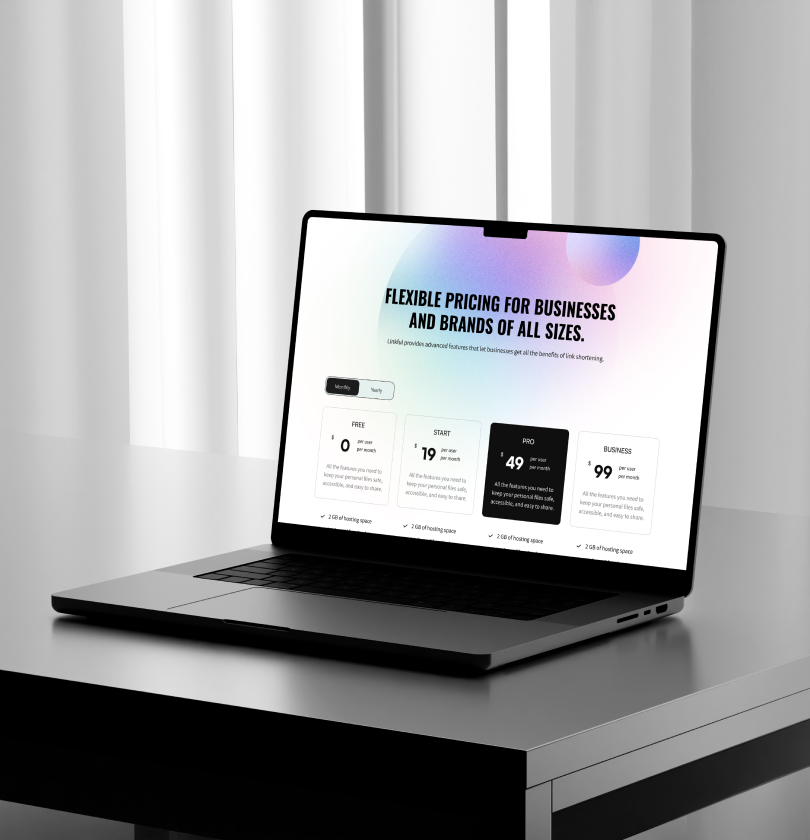 FLEXIBLE PRICING FOR BUSINESSES
AND BRANDS OF ALL SIZES.
Linkful provides advanced features that let businesses get all the benefits of link shortening.
Monthly
Yearly
FREE
$ 0 per user
per month
All the features you need to
keep your personal files safe,
accessible, and easy to share.
2 GB of hosting space
START
$ 19 per user
per month
All the features you need to
keep your personal files safe,
accessible, and easy to share.
2 GB of hosting space
PRO
$ 49 per user
per month
All the features you need to
keep your personal files safe,
accessible, and easy to share.
2 GB of hosting space
BUSINESS
$ 99 per user
per month
All the features you need to
keep your personal files safe,
accessible, and easy to share.
2 GB of hosting space